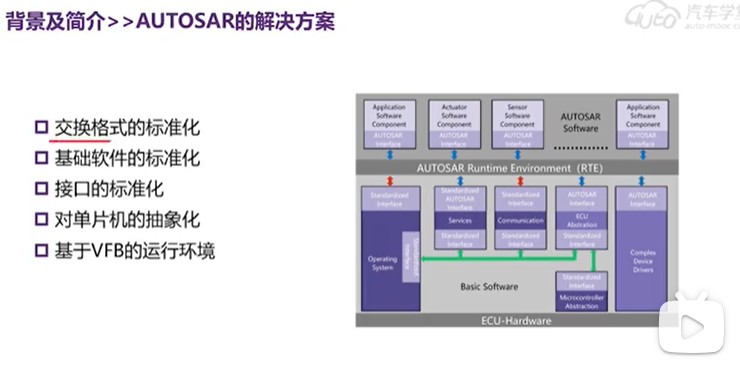 背景及简介>>AUTOSAR的解决方案
汽车学堂
auto-mooc.com
交换格式的标准化
基础软件的标准化
接口的标准化
对单片机的抽象化
基于VFB的运行环境
Application
Software
Component
AUTOSAR
Interface
Actuator
Software
Component
AUTOSAR
Interface
Sensor
Software
Component
AUTOSAR
Interface
AUTOSAR
Software
Application
Software
Component
AUTOSAR
Interface
AUTOSAR Runtime Environment (RTE)
Standardized
Interface
Operating
System
Standardized
Interface
Standardized
AUTOSAR
Interface
Services
Standardized
Interface
Standardized
Interface
Communication
Standardized
Interface
AUTOSAR
Interface
ECU
Abstration
Standardized
Interface
AUTOSAR
Interface
Complex
Device
Drivers
Basic Software
Standardized
Interface
Microcontroller
Abstraction
ECU-Hardware